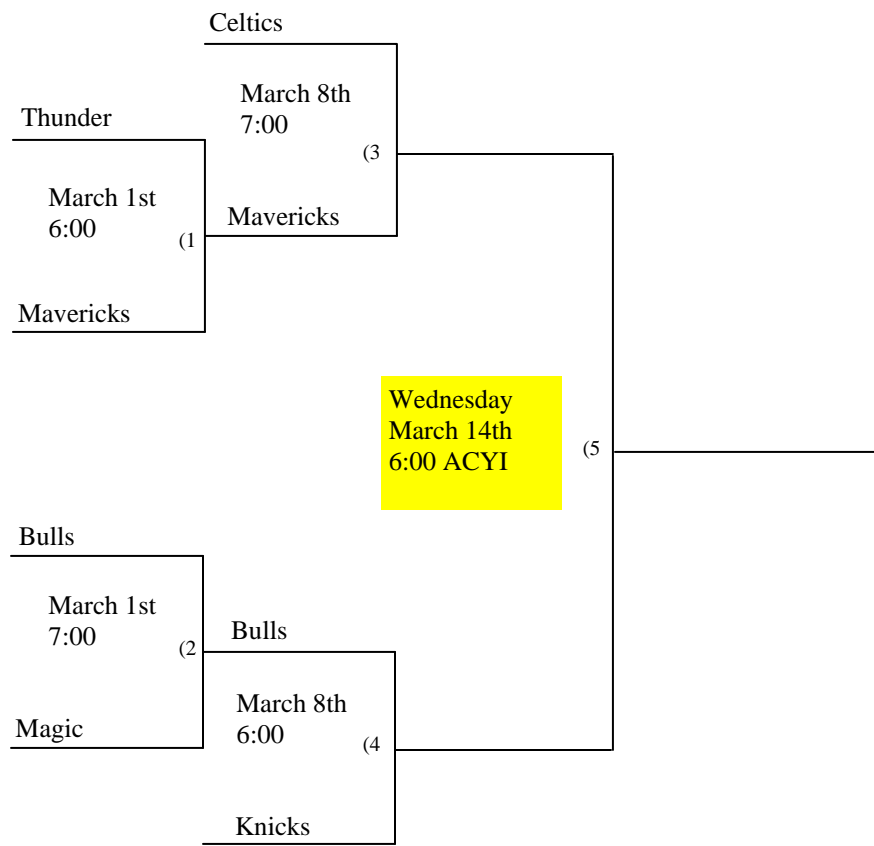 Celtics
March 8th
7:00
Thunder
(3
March 1st
6:00
Mavericks
(1
Mavericks
Wednesday
March 14th
6:00 ACYI
(5
Bulls
March 1st
7:00
Bulls
(2
March 8th
6:00
Magic
(4
Knicks